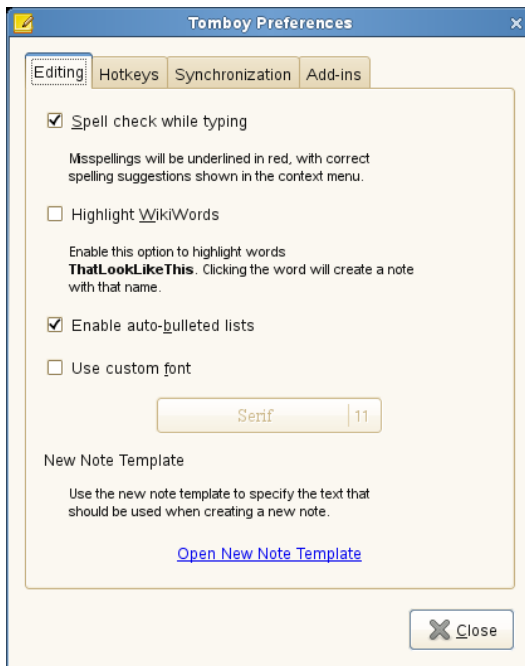 Tomboy Preferences
Editing Hotkeys Synchronization Add-ins
Spell check while typing
Misspellings will be underlined in red, with correct
spelling suggestions shown in the context menu.
Highlight WikiWords
Enable this option to highlight words
ThatLookLikeThis. Clicking the word will create a note
with that name.
Enable auto-bulleted lists
Use custom font
Serif 11
New Note Template
Use the new note template to specify the text that
should be used when creating a new note.
Open New Note Template
Close